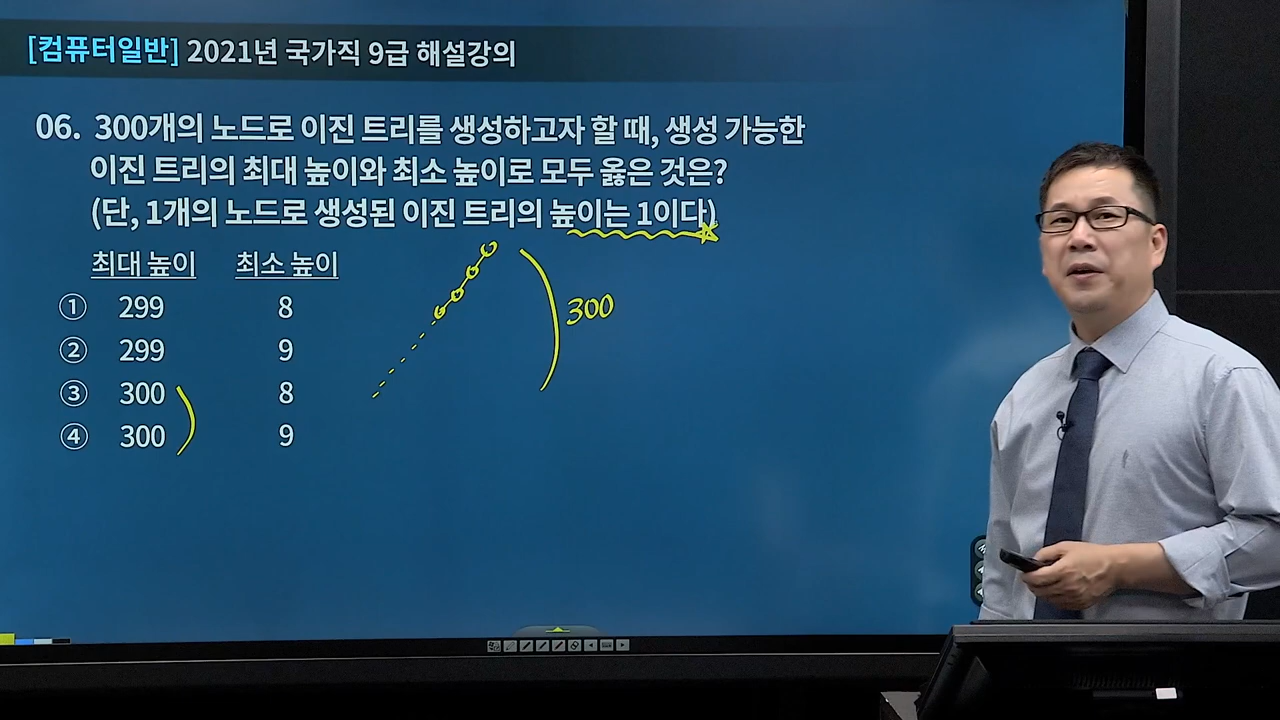 [컴퓨터일반] 2021년 국가직 9급 해설강의
06. 300개의 노드로 이진 트리를 생성하고자 할 때, 생성 가능한
이진 트리의 최대 높이와 최소 높이로 모두 옳은 것은?
(단, 1개의 노드로 생성된 이진 트리의 높이는 1이다)
최대 높이 최소 높이
① 299 8
② 299 9
③ 300 8
④ 300 9
300